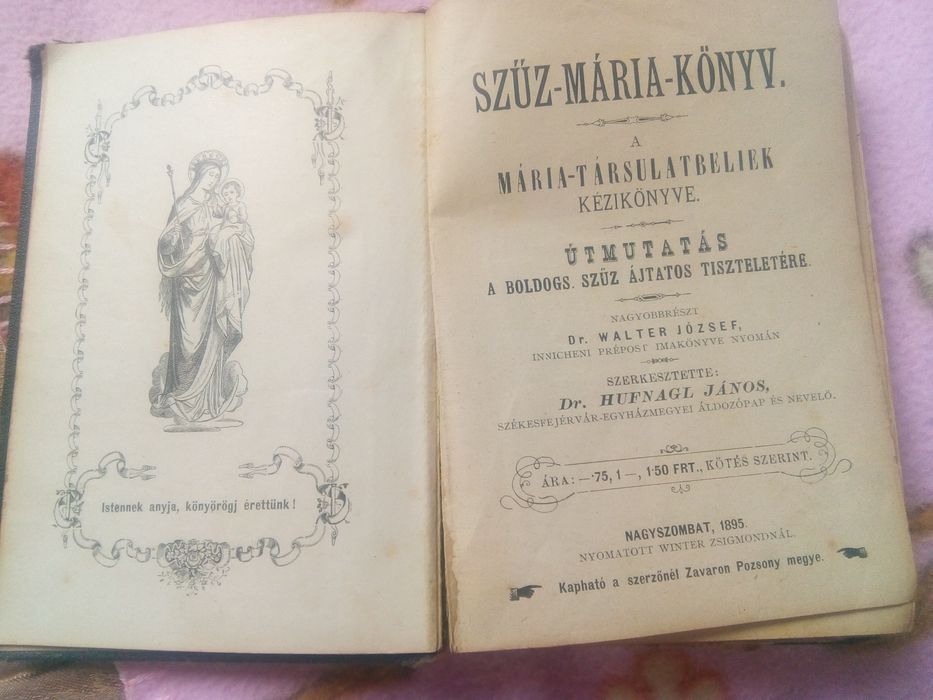 Istennek anyja, könyörögj érettünk!
SZŰZ-MÁRIA-KÖNYV.
A
MÁRIA-TÁRSULATBELIEK
KÉZIKÖNYVE.
ÚTMUTATÁS
A BOLDOGS. SZŰZ ÁJTATOS TISZTELETÉRE.
NAGYOBBRÉSZT
Dr. WALTER JÓZSEF,
INNICHENI PRÉPOST IMAKÖNYVE NYOMÁN
SZERKESZTETTE:
Dr. HUFNAGL JÁNOS,
SZÉKESFEJÉRVÁR-EGYHÁZMEGYEI ÁLDOZÓPAP ÉS NEVELŐ.
ÁRA: —·75, 1 —, 1·50 FRT., KÖTÉS SZERINT.
NAGYSZOMBAT, 1895.
NYOMATOTT WINTER ZSIGMONDNÁL.
Kapható a szerzőnél Zavaron Pozsony megye.